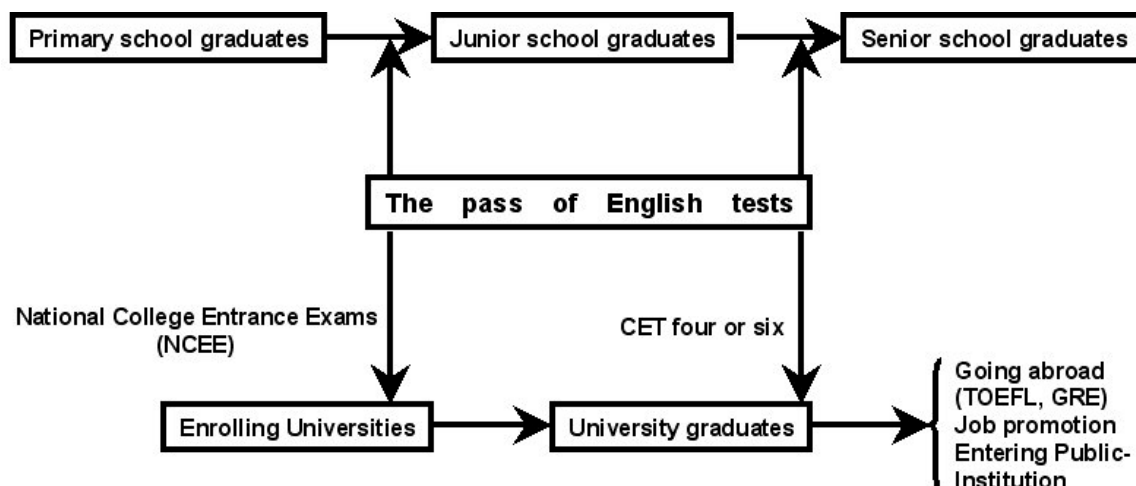 Primary school graduates
Junior school graduates
Senior school graduates
The pass of English tests
National College Entrance Exams
(NCEE)
CET four or six
Enrolling Universities
University graduates
Going abroad
(TOEFL, GRE)
Job promotion
Entering Public-
Institution